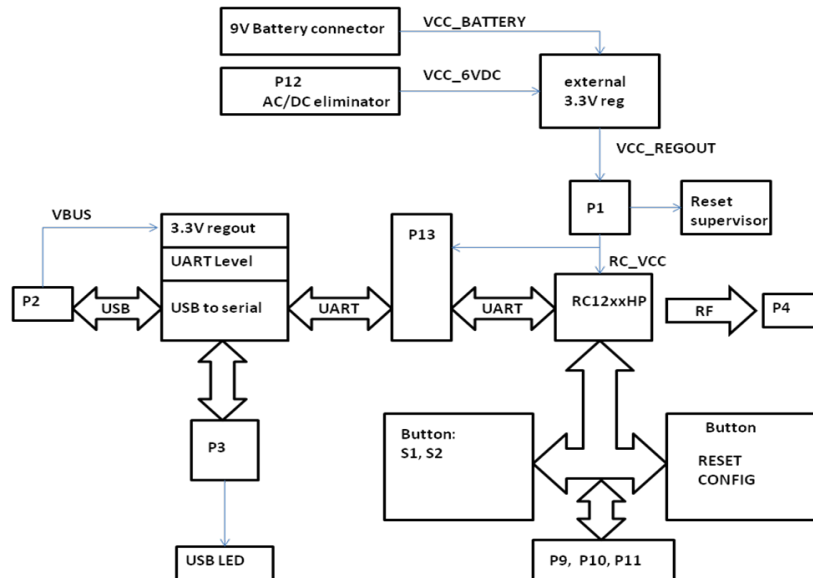 VCC_BATTERY
9V Battery connector
P12
AC/DC eliminator
VCC_6VDC
external
3.3V reg
VCC_REGOUT
P1
Reset
supervisor
VBUS
3.3V regout
UART Level
USB to serial
P13
RC_VCC
P2
USB
UART
UART
RC12xxHP
RF
P4
P3
Button:
S1, S2
Button
RESET
CONFIG
USB LED
P9, P10, P11